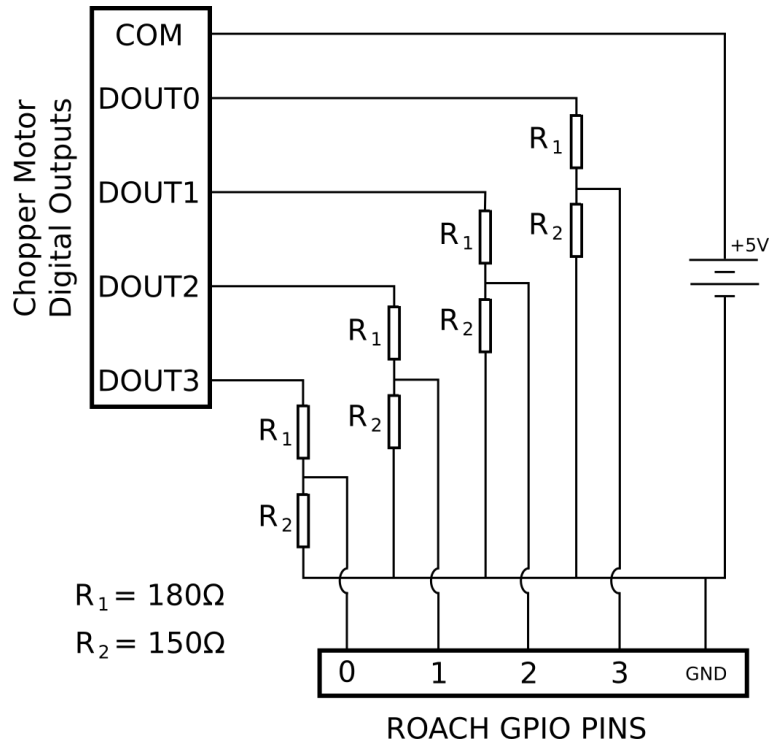 Chopper Motor
Digital Outputs
COM
DOUT0
DOUT1
DOUT2
DOUT3
R1
R2
R1
R2
R1
R2
R1
R2
+5V
R1 = 180Ω
R2 = 150Ω
0 1 2 3 GND
ROACH GPIO PINS